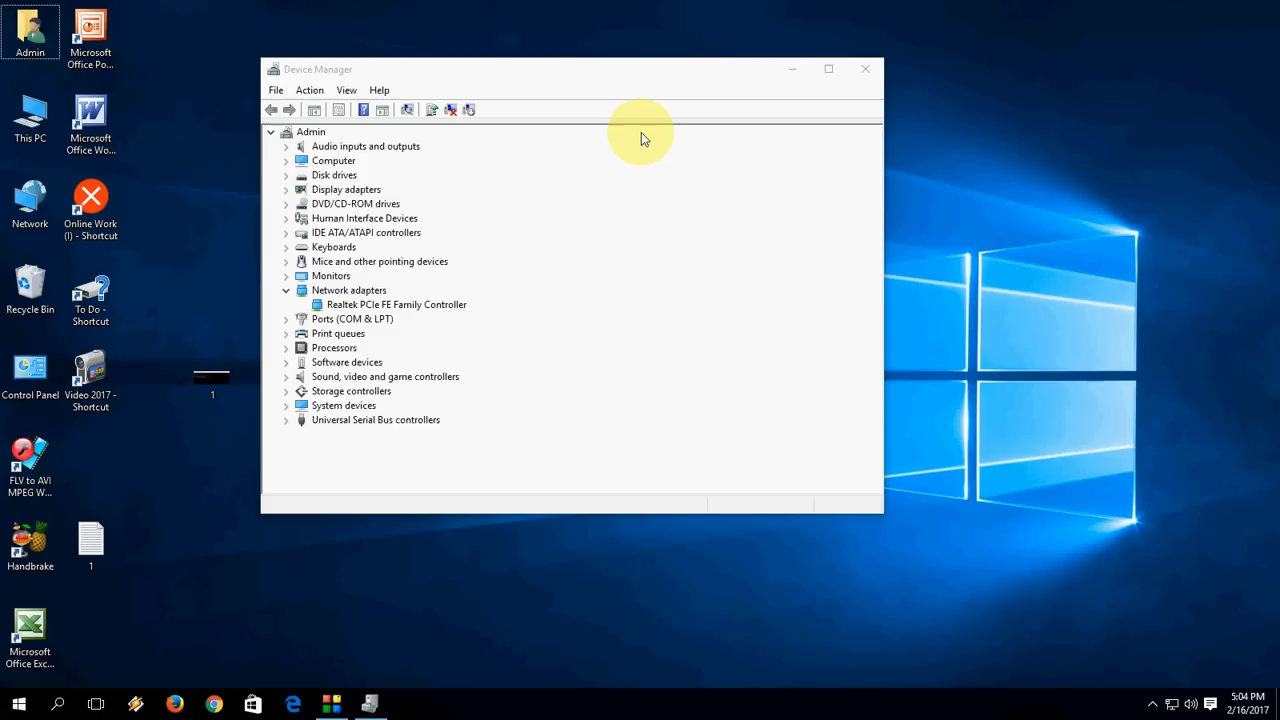 Admin
Microsoft
Office Po...
This PC
Microsoft
Office Wo...
Network
Online Work
(I) - Shortcut
Recycle Bin
To Do -
Shortcut
Control Panel
Video 2017 -
Shortcut
1
FLV to AVI
MPEG W...
Handbrake
1
Microsoft
Office Exc...
Device Manager
File Action View Help
Admin
Audio inputs and outputs
Computer
Disk drives
Display adapters
DVD/CD-ROM drives
Human Interface Devices
IDE ATA/ATAPI controllers
Keyboards
Mice and other pointing devices
Monitors
Network adapters
Realtek PCIe FE Family Controller
Ports (COM & LPT)
Print queues
Processors
Software devices
Sound, video and game controllers
Storage controllers
System devices
Universal Serial Bus controllers
5:04 PM
2/16/2017